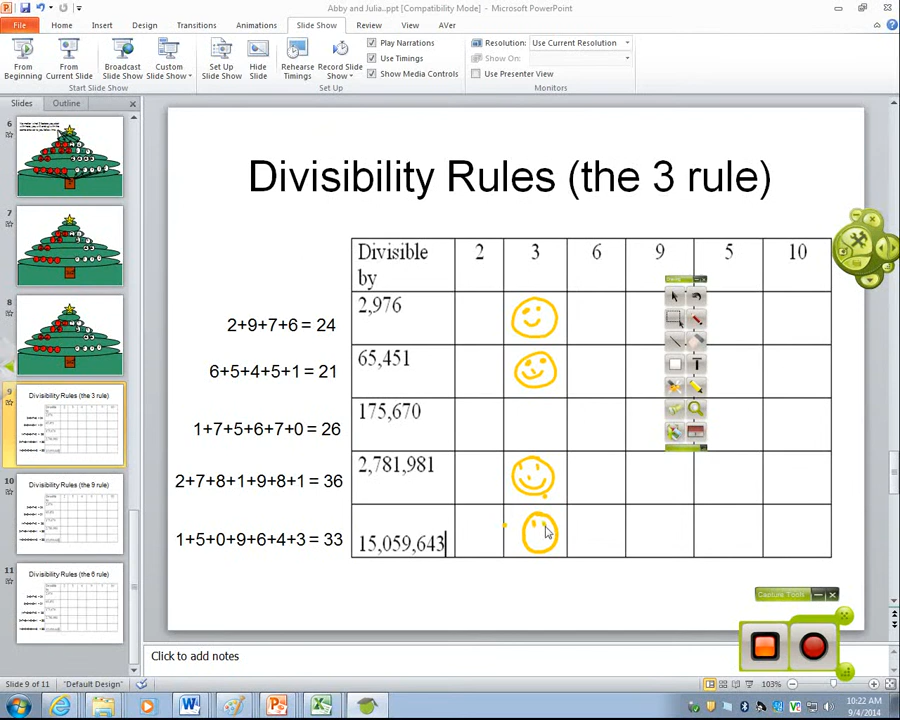 Abby and Julia..ppt [Compatibility Mode] - Microsoft PowerPoint
File Home Insert Design Transitions Animations Slide Show Review View AVer
From Beginning
From Current Slide
Broadcast Slide Show
Custom Slide Show
Set Up Slide Show
Hide Slide
Rehearse Timings
Record Slide Show
Play Narrations
Use Timings
Show Media Controls
Resolution: Use Current Resolution
Show On:
Use Presenter View
Start Slide Show Set Up Monitors
Slides Outline
6
7
8
9
Divisibility Rules (the 3 rule)
10
Divisibility Rules (the 9 rule)
11
Divisibility Rules (the 6 rule)
Divisibility Rules (the 3 rule)
Divisible by 2 3 6 9 5 10
2+9+7+6 = 24 2,976
6+5+4+5+1 = 21 65,451
1+7+5+6+7+0 = 26 175,670
2+7+8+1+9+8+1 = 36 2,781,981
1+5+0+9+6+4+3 = 33 15,059,643
Capture Tools
Click to add notes
Slide 9 of 11 "Default Design" 103%
10:22 AM
9/4/2014